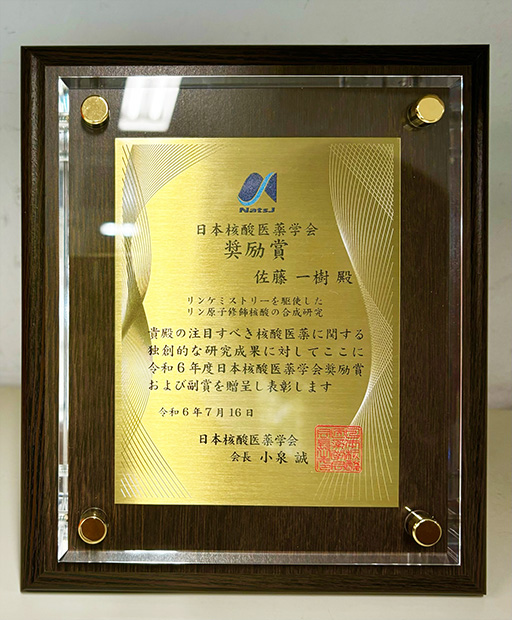 NatsJ
日本核酸医薬学会
奨励賞
佐藤 一樹 殿
リンケミストリーを駆使した
リン原子修飾核酸の合成研究
貴殿の注目すべき核酸医薬に関する
独創的な研究成果に対してここに
令和6年度日本核酸医薬学会奨励賞
および副賞を贈呈し表彰します
令和6年7月16日
日本核酸医薬学会
会長 小泉 誠